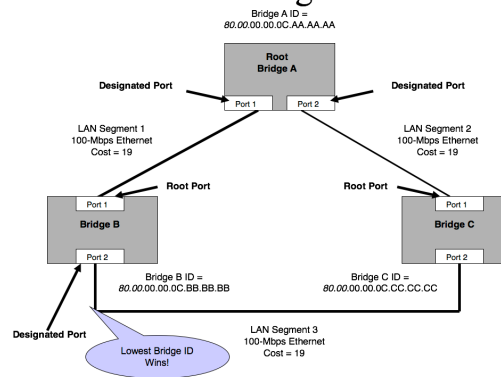 Bridge A ID =
80.00.00.00.0C.AA.AA.AA
Root
Bridge A
Designated Port
Designated Port
Port 1
Port 2
LAN Segment 1
100-Mbps Ethernet
Cost = 19
LAN Segment 2
100-Mbps Ethernet
Cost = 19
Root Port
Root Port
Port 1
Bridge B
Port 2
Port 1
Bridge C
Port 2
Bridge B ID =
80.00.00.00.0C.BB.BB.BB
Bridge C ID =
80.00.00.00.0C.CC.CC.CC
Designated Port
Lowest Bridge ID
Wins!
LAN Segment 3
100-Mbps Ethernet
Cost = 19